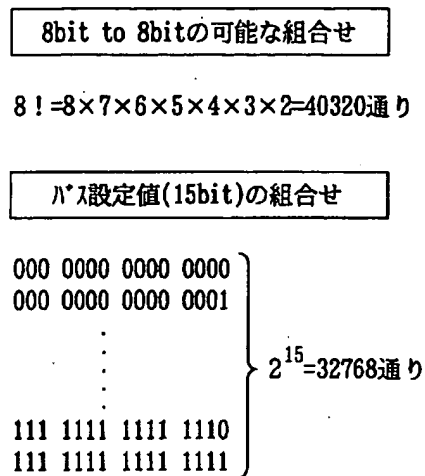 8bit to 8bitの可能な組合せ
8！=8×7×6×5×4×3×2=40320通り
ﾊﾟｽ設定値(15bit)の組合せ
000 0000 0000 0000
000 0000 0000 0001
2^15=32768通り
111 1111 1111 1110
111 1111 1111 1111